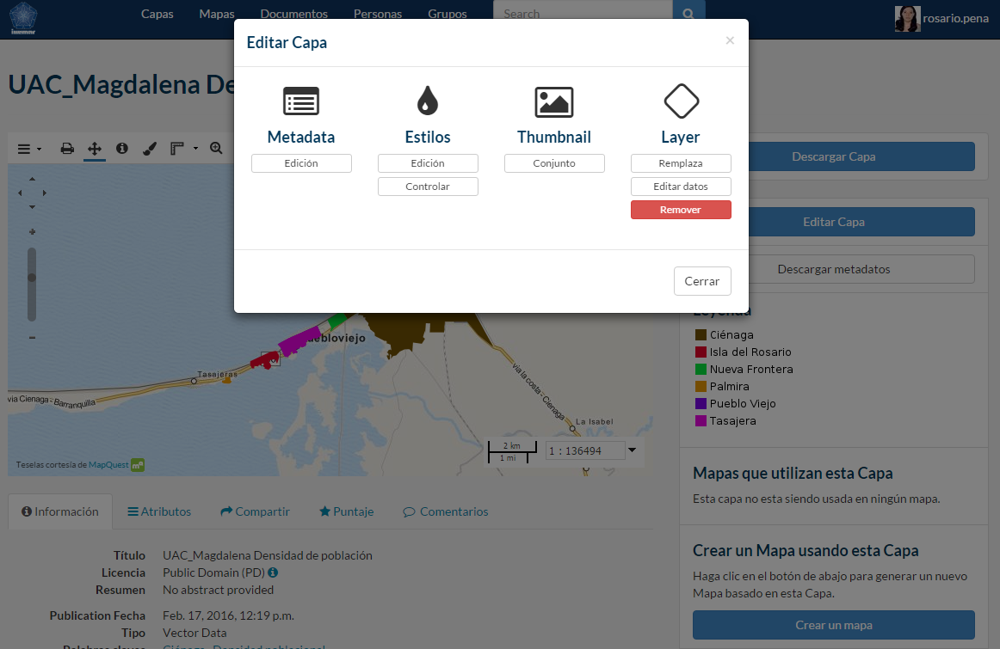 Capas Mapas Documentos Personas Grupos Search rosario.pena
Editar Capa ×
UAC_Magdalena De
Metadata Estilos Thumbnail Layer
Edición Edición Conjunto Remplaza
Controlar Editar datos
Remover
Cerrar
Descargar Capa
Editar Capa
Descargar metadatos
Leyenda
Ciénaga
Isla del Rosario
Nueva Frontera
Palmira
Pueblo Viejo
Tasajera
ebloviejo
Tasajeras
via Cienaga - Barranquilla
via la costa - Cienaga
La Isabel
2 km
1 mi
1 : 136494
Teselas cortesía de MapQuest
Mapas que utilizan esta Capa
Esta capa no esta siendo usada en ningún mapa.
Crear un Mapa usando esta Capa
Haga clic en el botón de abajo para generar un nuevo
Mapa basado en esta Capa.
Crear un mapa
Información Atributos Compartir Puntaje Comentarios
Título UAC_Magdalena Densidad de población
Licencia Public Domain (PD)
Resumen No abstract provided
Publication Fecha Feb. 17, 2016, 12:19 p.m.
Tipo Vector Data
Palabras claves Ciénaga, Densidad poblacional